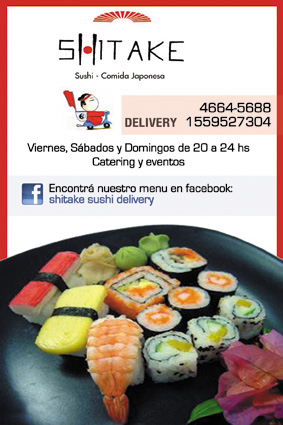 SHITAKE
Sushi - Comida Japonesa
4664-5688
DELIVERY 1559527304
Viernes, Sábados y Domingos de 20 a 24 hs
Catering y eventos
f Encontrá nuestro menu en facebook:
shitake sushi delivery